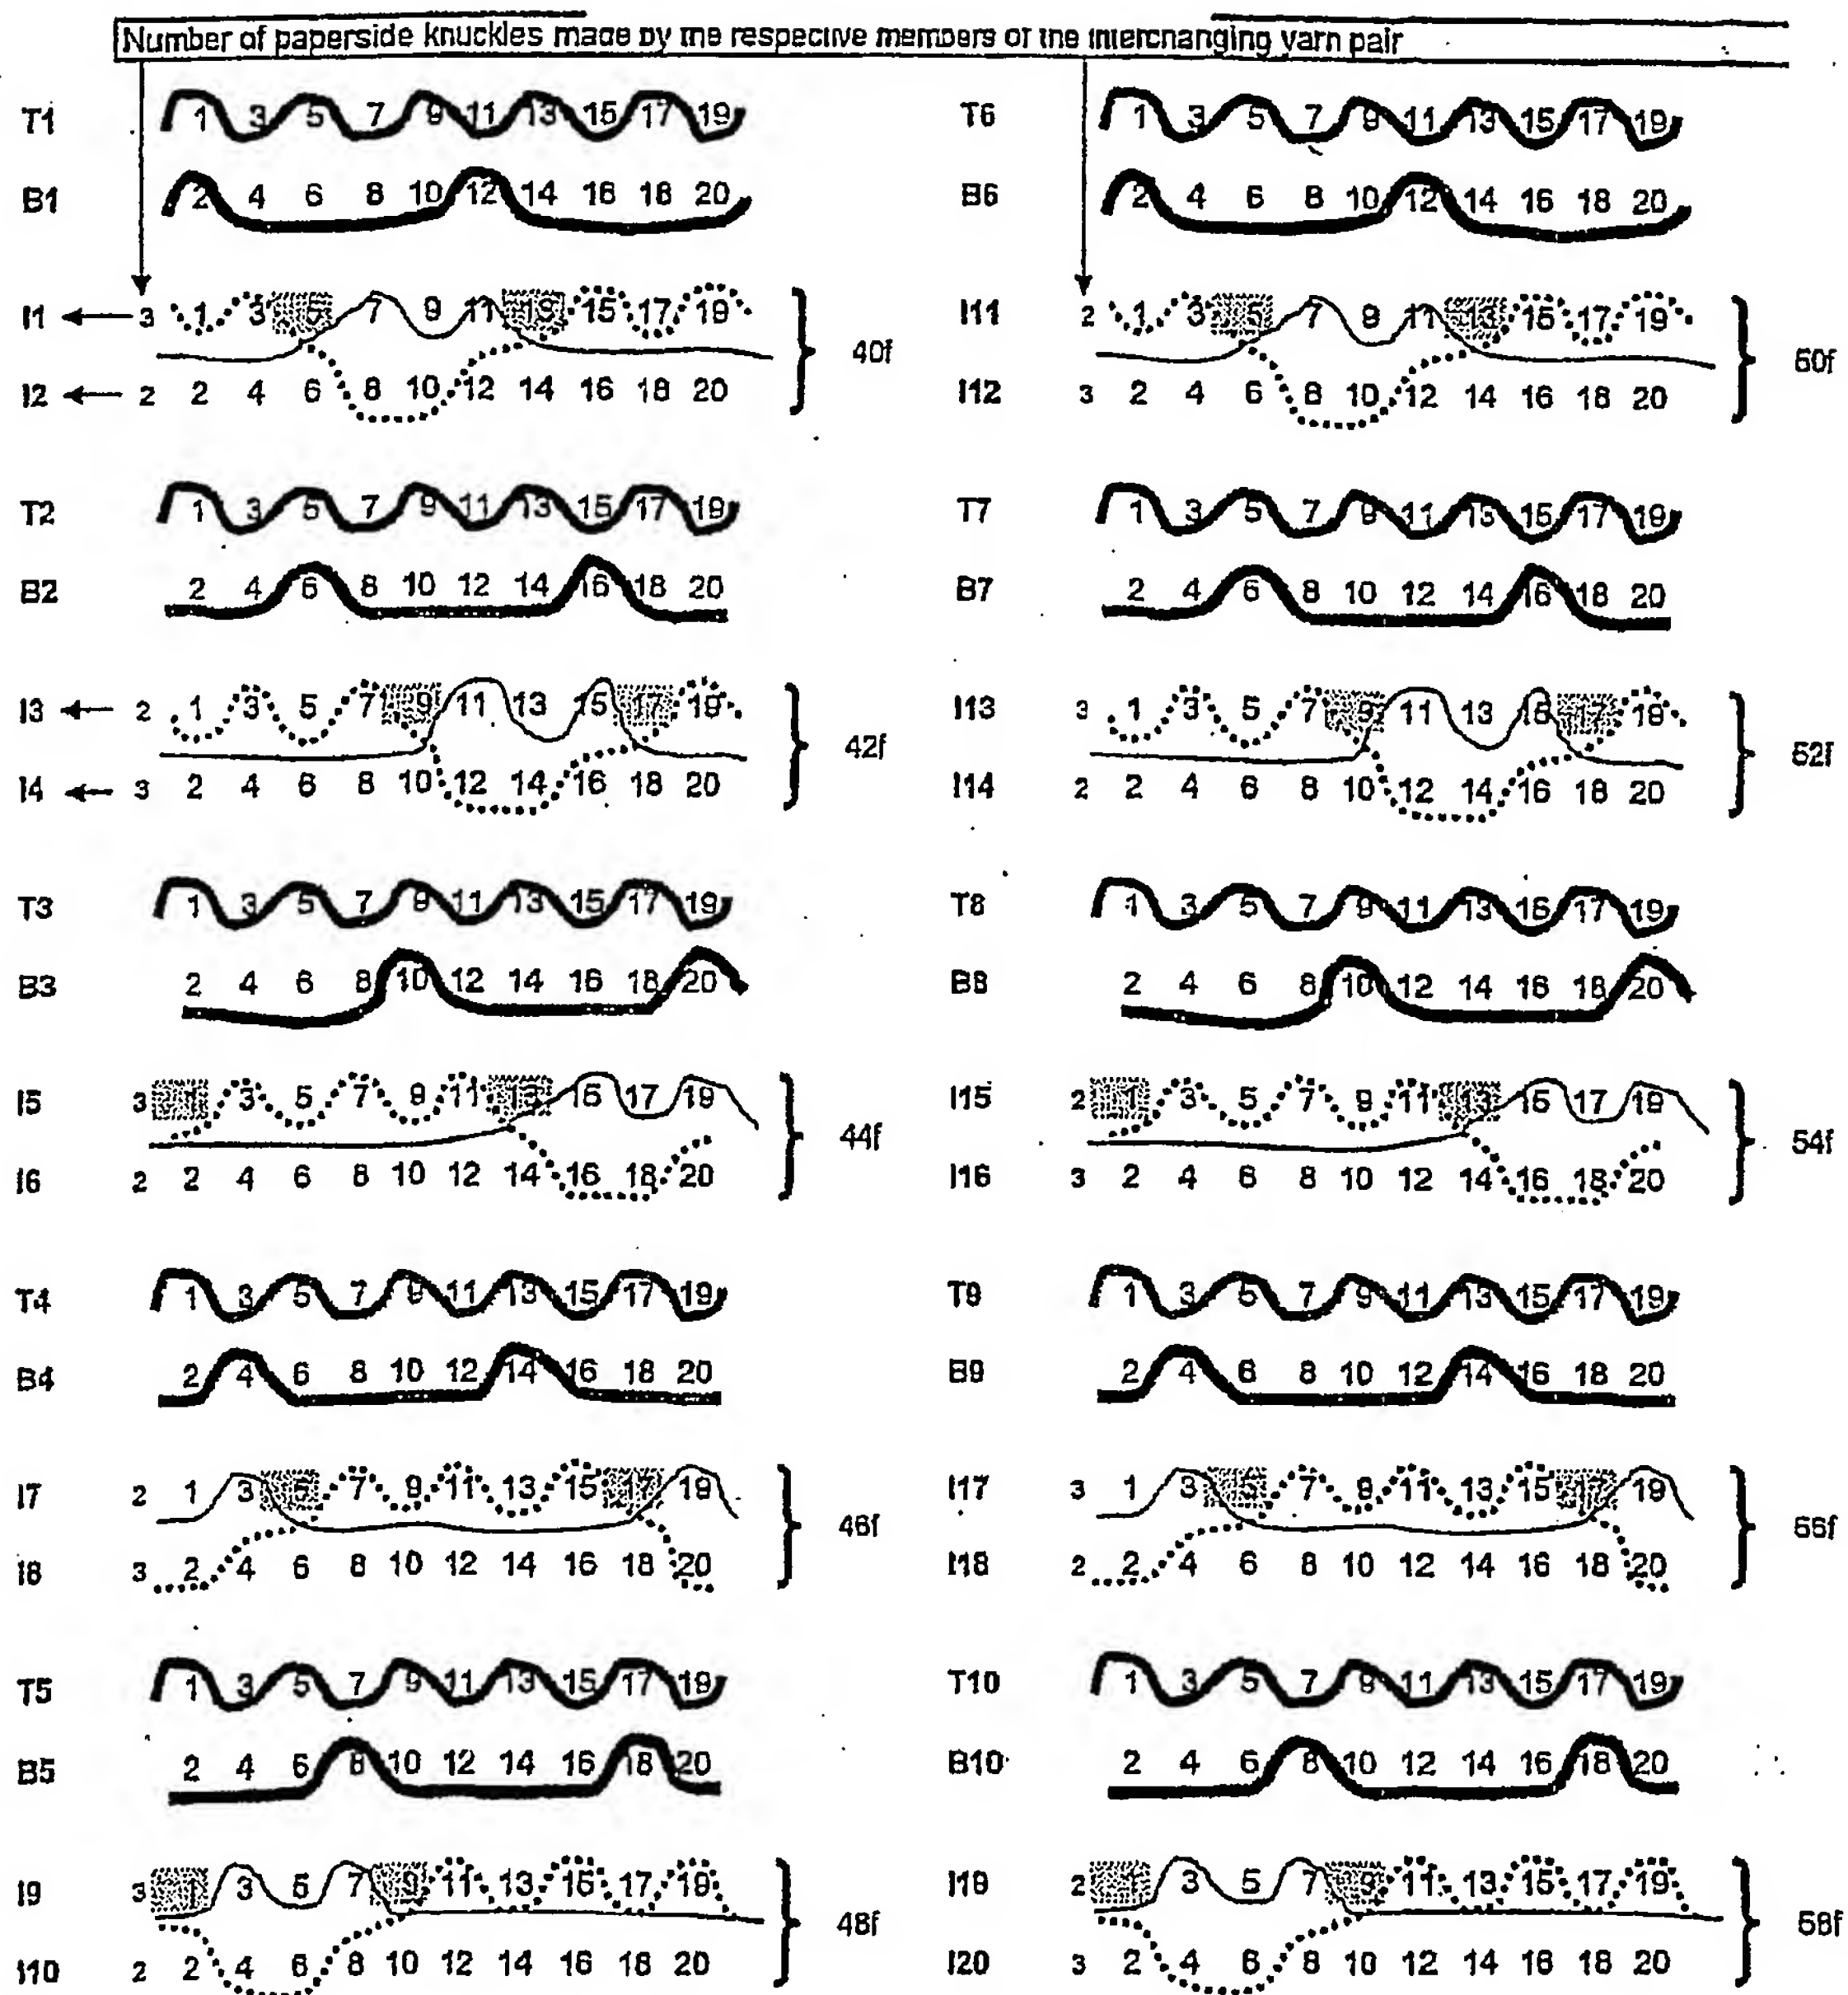 Number of paperside knuckles made by the respective members of the interchanging yarn pair
T1 1 3 5 7 9 11 13 15 17 19
B1 2 4 6 8 10 12 14 16 18 20
I1 3 1 3 5 7 9 11 13 15 17 19
40f
I2 2 2 4 6 8 10 12 14 16 18 20
T2 1 3 5 7 9 11 13 15 17 19
B2 2 4 6 8 10 12 14 16 18 20
I3 2 1 3 5 7 9 11 13 15 17 19
42f
I4 3 2 4 6 8 10 12 14 16 18 20
T3 1 3 5 7 9 11 13 15 17 19
B3 2 4 6 8 10 12 14 16 18 20
I5 3 1 3 5 7 9 11 13 15 17 19
44f
I6 2 2 4 6 8 10 12 14 16 18 20
T4 1 3 5 7 9 11 13 15 17 19
B4 2 4 6 8 10 12 14 16 18 20
I7 2 1 3 5 7 9 11 13 15 17 19
46f
I8 3 2 4 6 8 10 12 14 16 18 20
T5 1 3 5 7 9 11 13 15 17 19
B5 2 4 6 8 10 12 14 16 18 20
I9 3 1 3 5 7 9 11 13 15 17 19
48f
I10 2 2 4 6 8 10 12 14 16 18 20
T6 1 3 5 7 9 11 13 15 17 19
B6 2 4 6 8 10 12 14 16 18 20
I11 2 1 3 5 7 9 11 13 15 17 19
50f
I12 3 2 4 6 8 10 12 14 16 18 20
T7 1 3 5 7 9 11 13 15 17 19
B7 2 4 6 8 10 12 14 16 18 20
I13 3 1 3 5 7 9 11 13 15 17 19
52f
I14 2 2 4 6 8 10 12 14 16 18 20
T8 1 3 5 7 9 11 13 15 17 19
B8 2 4 6 8 10 12 14 16 18 20
I15 2 1 3 5 7 9 11 13 15 17 19
54f
I16 3 2 4 6 8 10 12 14 16 18 20
T9 1 3 5 7 9 11 13 15 17 19
B9 2 4 6 8 10 12 14 16 18 20
I17 3 1 3 5 7 9 11 13 15 17 19
56f
I18 2 2 4 6 8 10 12 14 16 18 20
T10 1 3 5 7 9 11 13 15 17 19
B10 2 4 6 8 10 12 14 16 18 20
I19 2 1 3 5 7 9 11 13 15 17 19
58f
I20 3 2 4 6 8 10 12 14 16 18 20